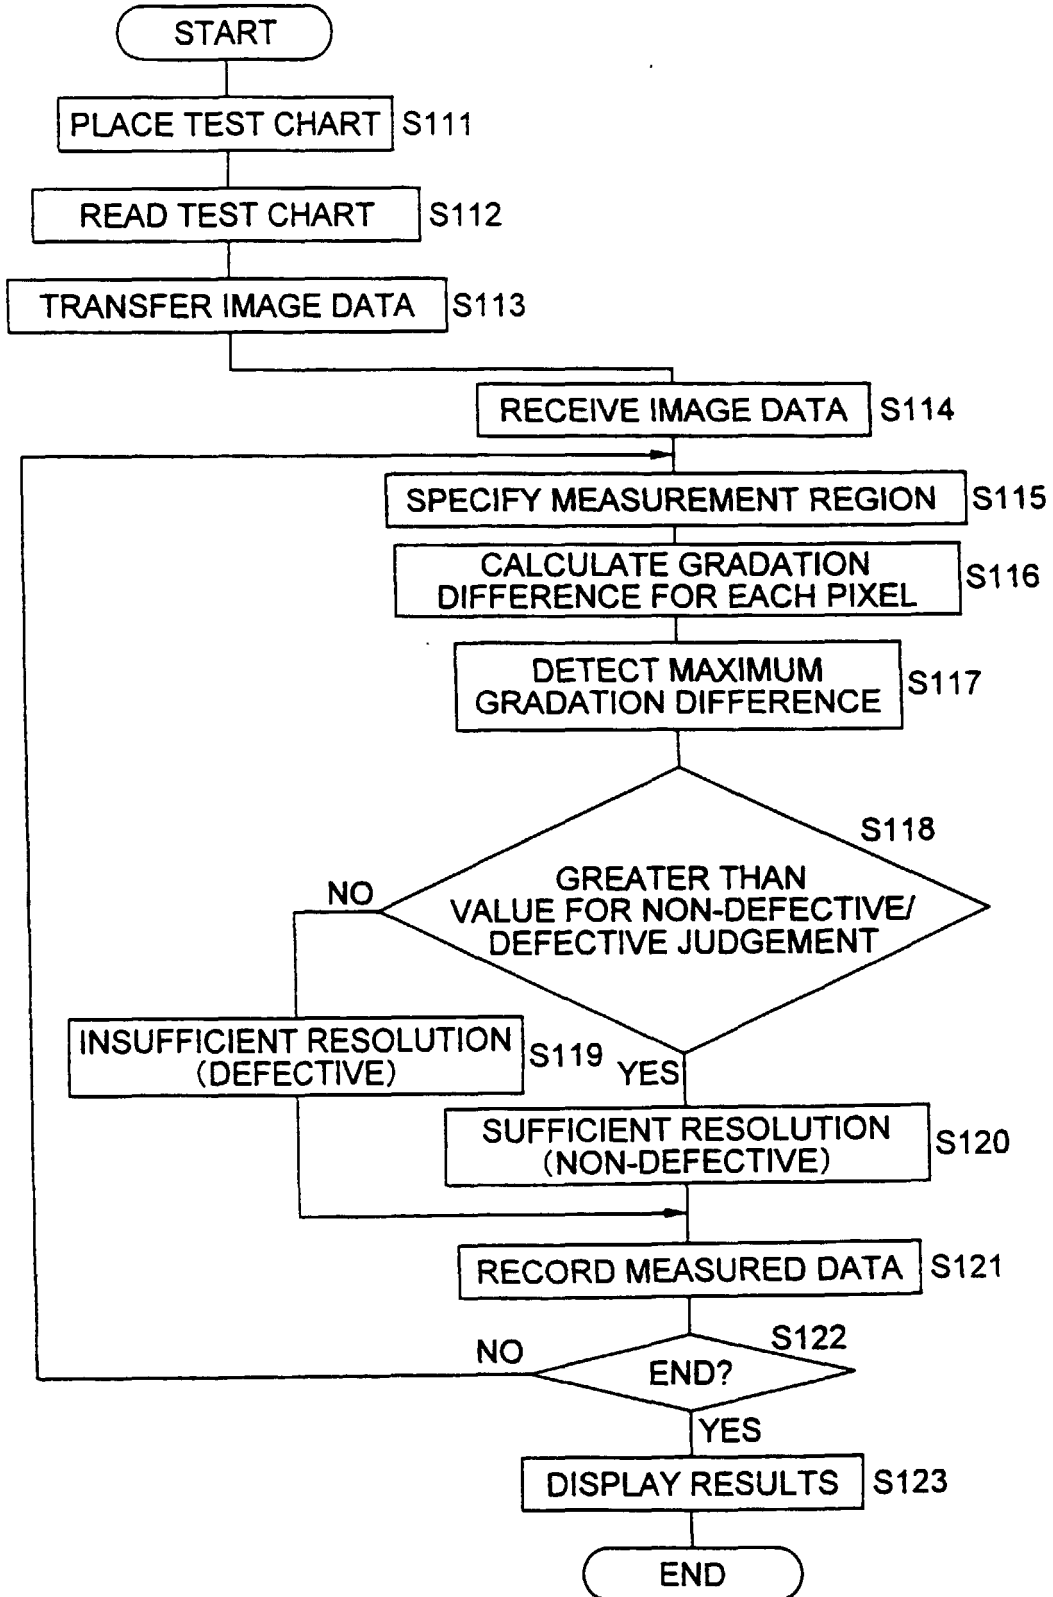 START
PLACE TEST CHART S111
READ TEST CHART S112
TRANSFER IMAGE DATA S113
RECEIVE IMAGE DATA S114
SPECIFY MEASUREMENT REGION S115
CALCULATE GRADATION
DIFFERENCE FOR EACH PIXEL
S116
DETECT MAXIMUM
GRADATION DIFFERENCE
S117
S118
GREATER THAN
VALUE FOR NON-DEFECTIVE/
DEFECTIVE JUDGEMENT
NO
INSUFFICIENT RESOLUTION
(DEFECTIVE)
S119
YES
SUFFICIENT RESOLUTION
(NON-DEFECTIVE)
S120
RECORD MEASURED DATA S121
S122
END?
NO
YES
DISPLAY RESULTS S123
END